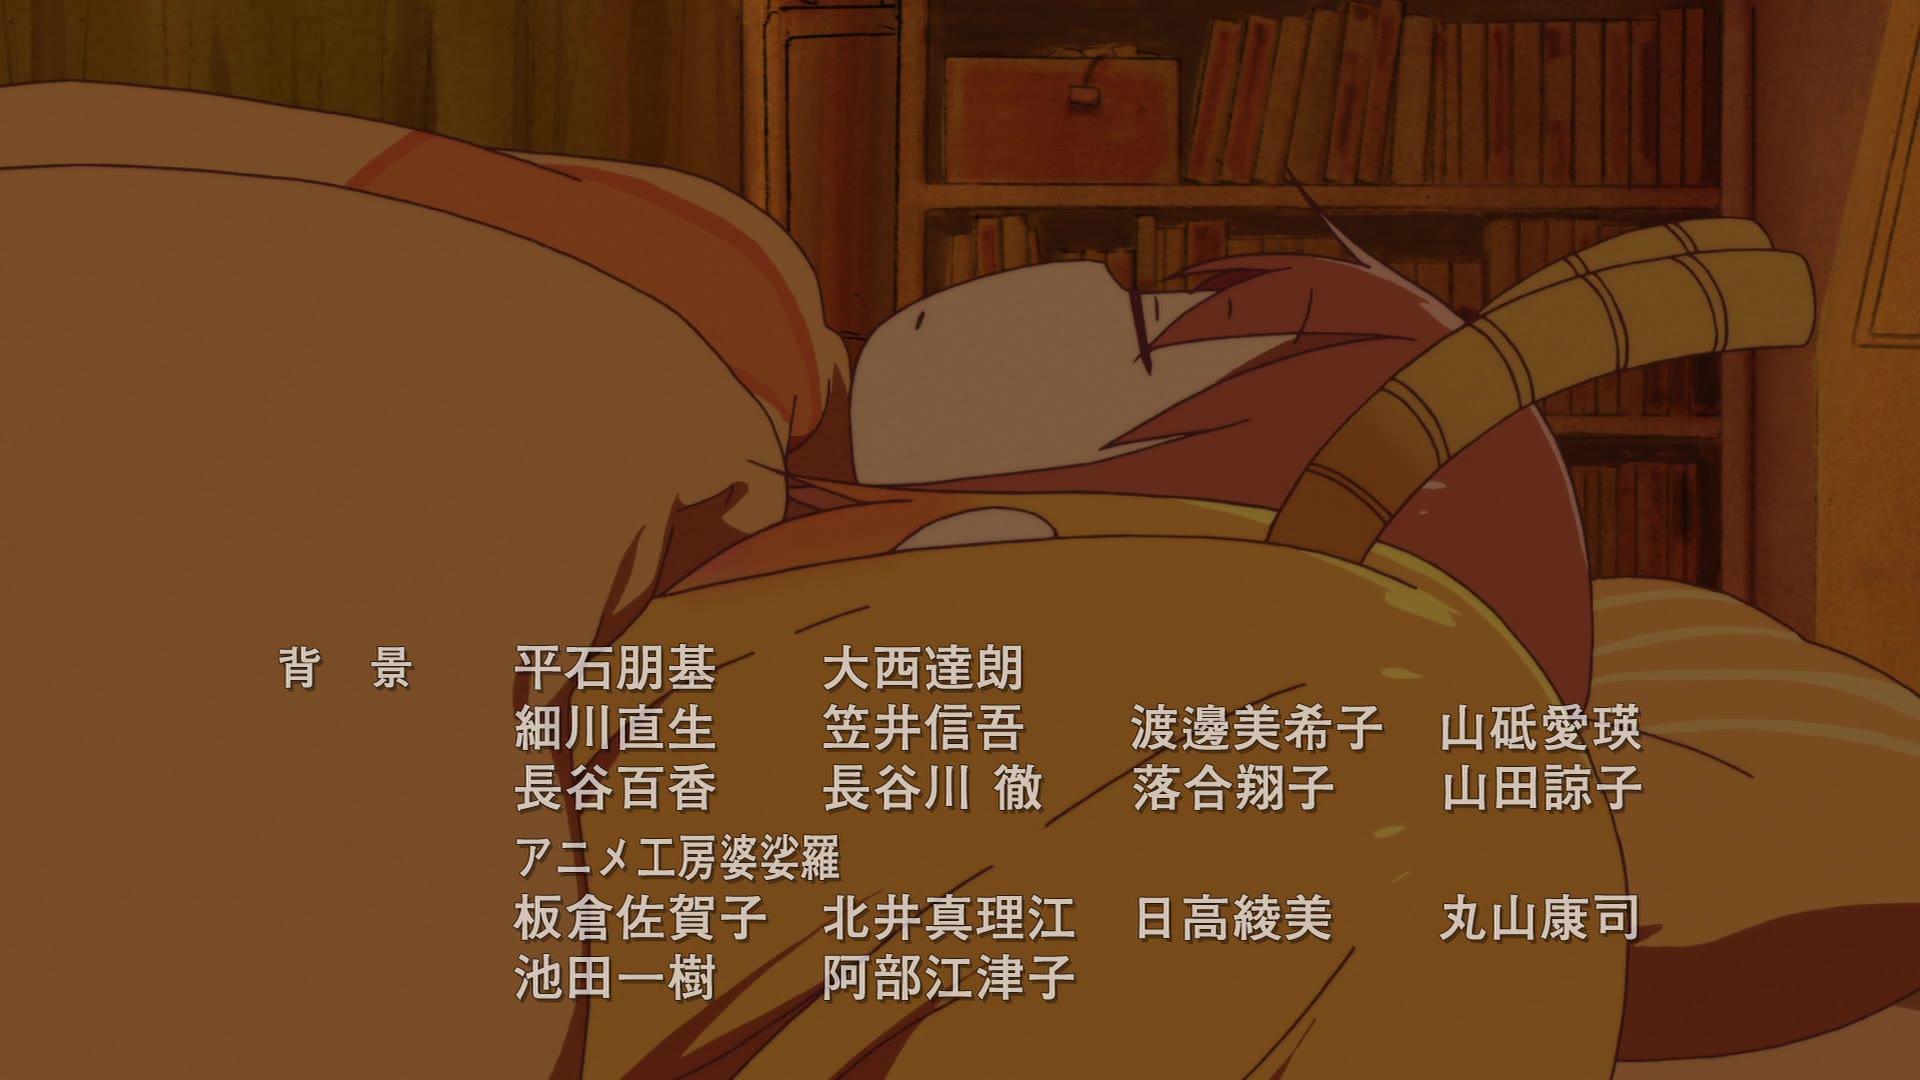 背　景　平石朋基　大西達朗
細川直生　笠井信吾　渡邊美希子　山砥愛瑛
長谷百香　長谷川 徹　落合翔子　山田諒子
アニメ工房婆娑羅
板倉佐賀子　北井真理江　日高綾美　丸山康司
池田一樹　阿部江津子